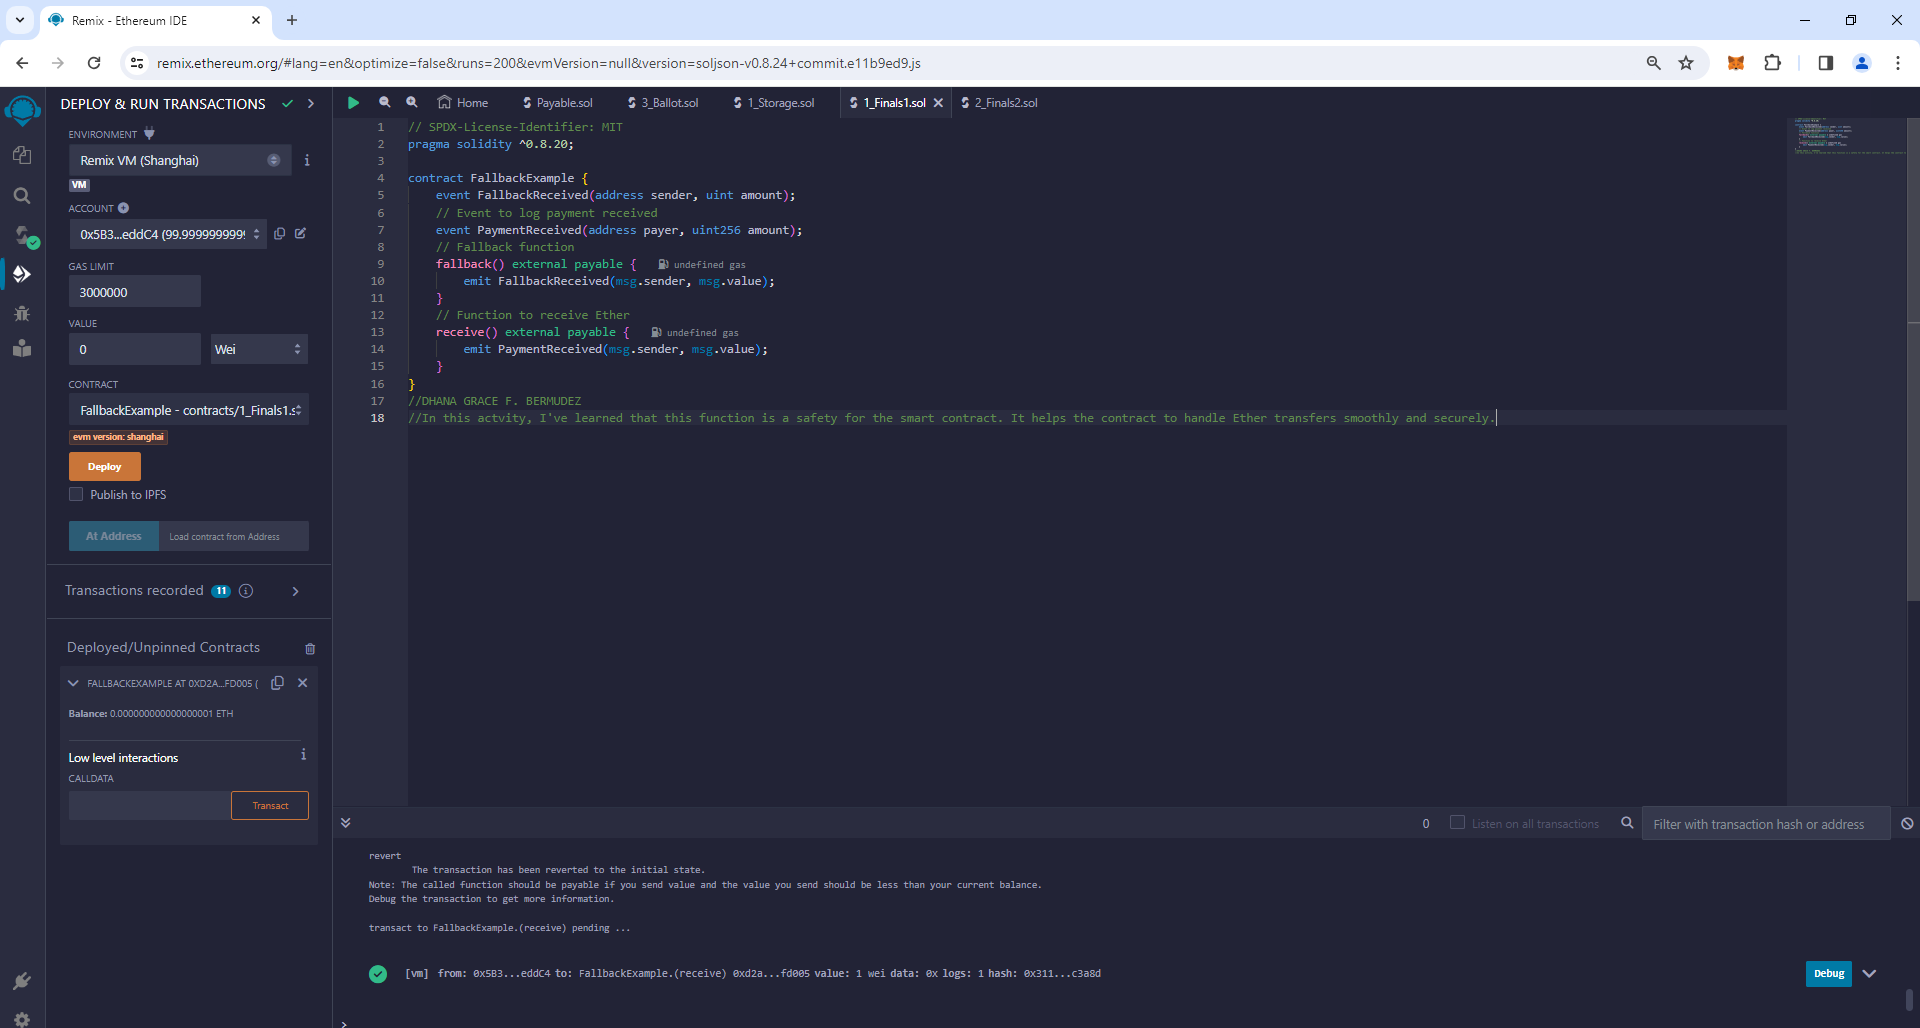 Remix - Ethereum IDE
remix.ethereum.org/#lang=en&optimize=false&runs=200&evmVersion=null&version=soljson-v0.8.24+commit.e11b9ed9.js
DEPLOY & RUN TRANSACTIONS
ENVIRONMENT
Remix VM (Shanghai)
VM
ACCOUNT
0x5B3...eddC4 (99.9999999999
GAS LIMIT
3000000
VALUE
0
Wei
CONTRACT
FallbackExample - contracts/1_Finals1.s
evm version: shanghai
Deploy
Publish to IPFS
At Address
Load contract from Address
Transactions recorded 11
Deployed/Unpinned Contracts
FALLBACKEXAMPLE AT 0XD2A...FD005 (
Balance: 0.000000000000000001 ETH
Low level interactions
CALLDATA
Transact
Home Payable.sol 3_Ballot.sol 1_Storage.sol 1_Finals1.sol 2_Finals2.sol
1 // SPDX-License-Identifier: MIT
2 pragma solidity ^0.8.20;
3
4 contract FallbackExample {
5 event FallbackReceived(address sender, uint amount);
6 // Event to log payment received
7 event PaymentReceived(address payer, uint256 amount);
8 // Fallback function
9 fallback() external payable { undefined gas
10 emit FallbackReceived(msg.sender, msg.value);
11 }
12 // Function to receive Ether
13 receive() external payable { undefined gas
14 emit PaymentReceived(msg.sender, msg.value);
15 }
16 }
17 //DHANA GRACE F. BERMUDEZ
18 //In this actvity, I've learned that this function is a safety for the smart contract. It helps the contract to handle Ether transfers smoothly and securely.
0 Listen on all transactions Filter with transaction hash or address
revert
The transaction has been reverted to the initial state.
Note: The called function should be payable if you send value and the value you send should be less than your current balance.
Debug the transaction to get more information.
transact to FallbackExample.(receive) pending ...
[vm] from: 0x5B3...eddC4 to: FallbackExample.(receive) 0xd2a...fd005 value: 1 wei data: 0x logs: 1 hash: 0x311...c3a8d
Debug
>